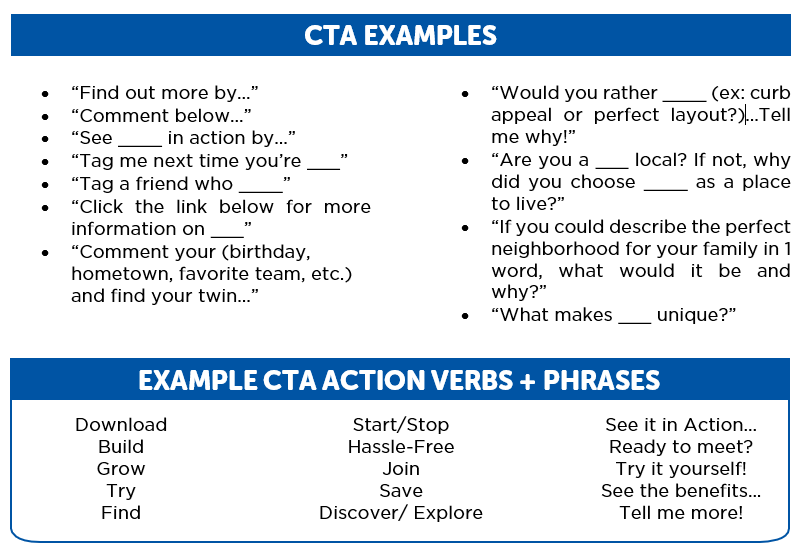 CTA EXAMPLES
• “Find out more by...”
• “Comment below...”
• “See ____ in action by...”
• “Tag me next time you’re ___”
• “Tag a friend who ____”
• “Click the link below for more
information on ___”
• “Comment your (birthday,
hometown, favorite team, etc.)
and find your twin...”
• “Would you rather ____ (ex: curb
appeal or perfect layout?)...Tell
me why!”
• “Are you a ___ local? If not, why
did you choose ____ as a place
to live?”
• “If you could describe the perfect
neighborhood for your family in 1
word, what would it be and
why?”
• “What makes ___ unique?”
EXAMPLE CTA ACTION VERBS + PHRASES
Download
Build
Grow
Try
Find
Start/Stop
Hassle-Free
Join
Save
Discover/ Explore
See it in Action...
Ready to meet?
Try it yourself!
See the benefits...
Tell me more!